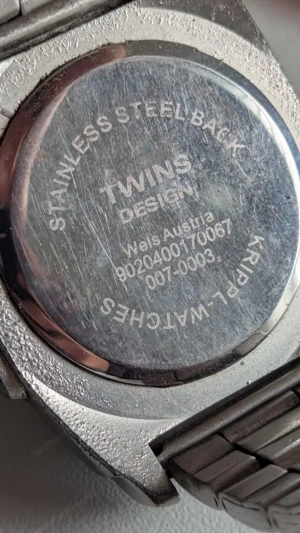 STAINLESS STEEL BACK
TWINS
DESIGN
Wels Austria
9020400170067
007-0003
KRIPPL-WATCHES